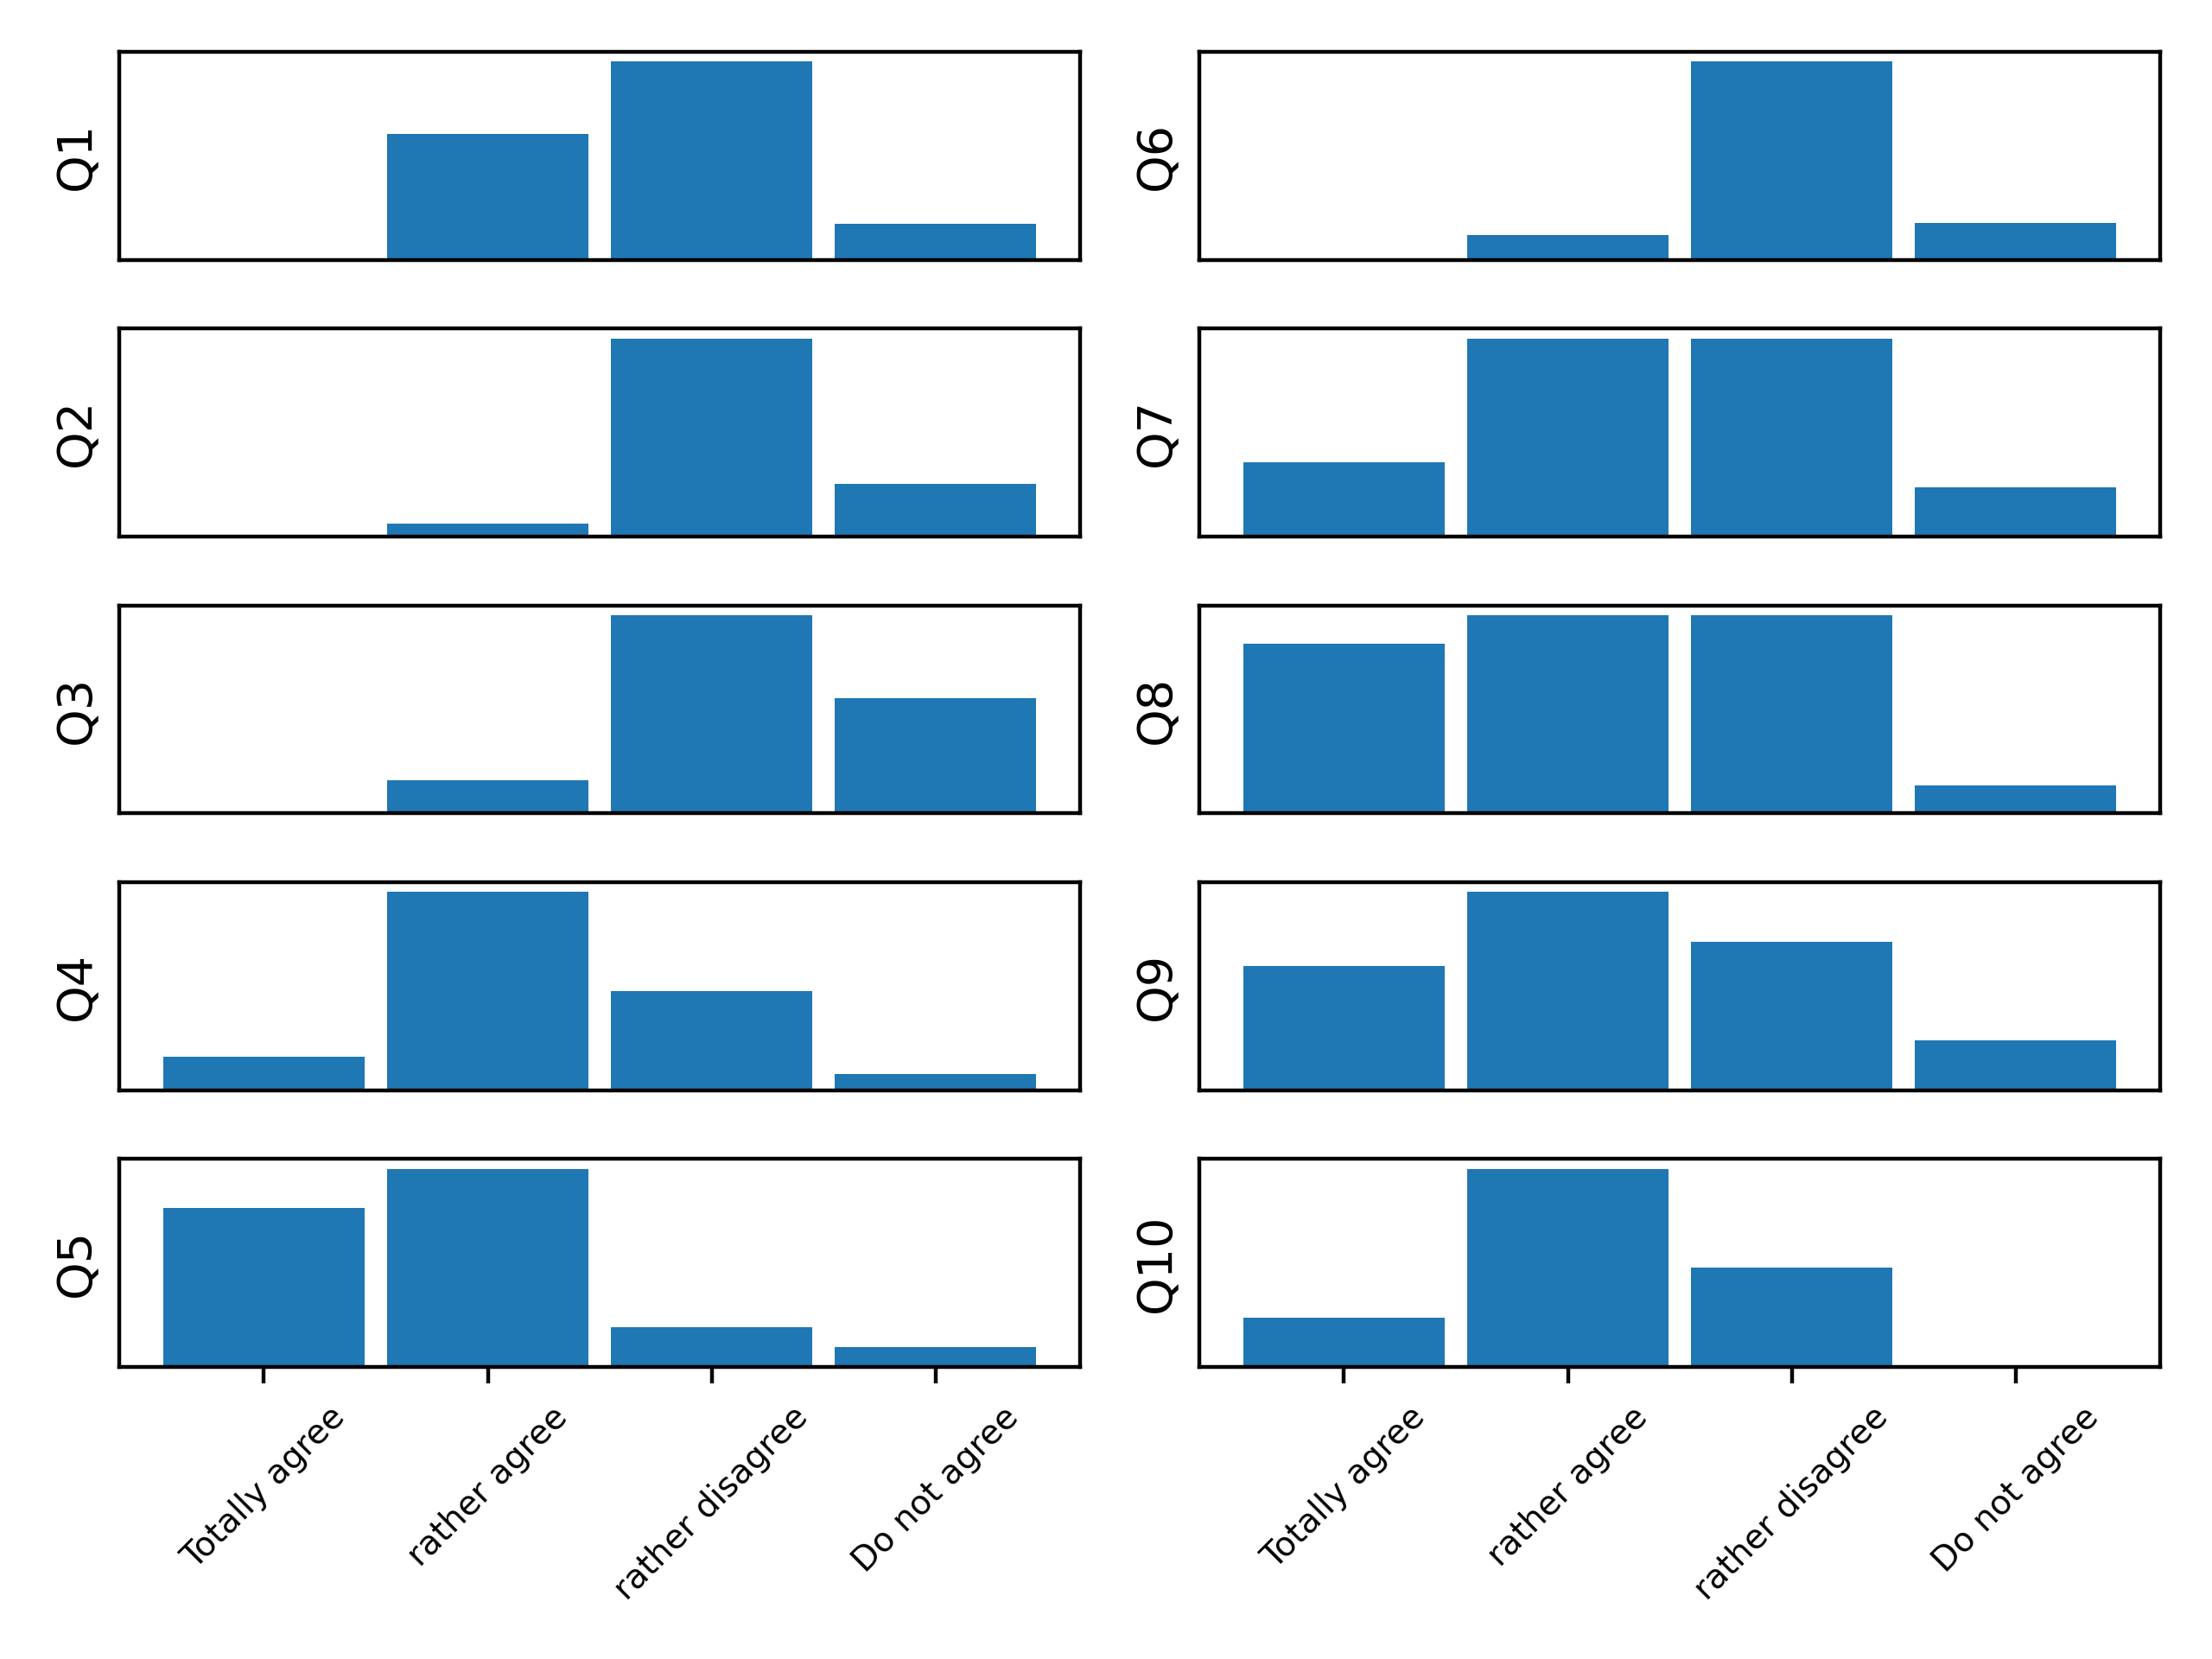 Q1
Q2
Q3
Q4
Q5
Totally agree
rather agree
rather disagree
Do not agree
Q6
Q7
Q8
Q9
Q10
Totally agree
rather agree
rather disagree
Do not agree